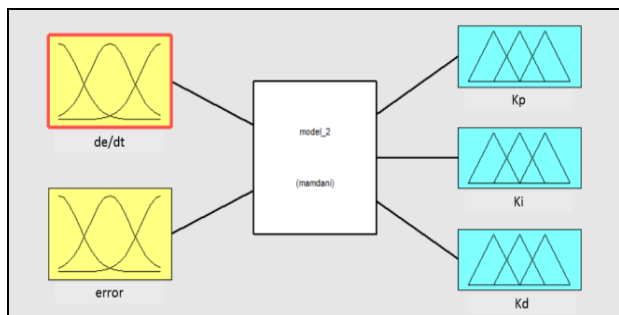 de/dt
error
model_2
(mamdani)
Kp
Ki
Kd